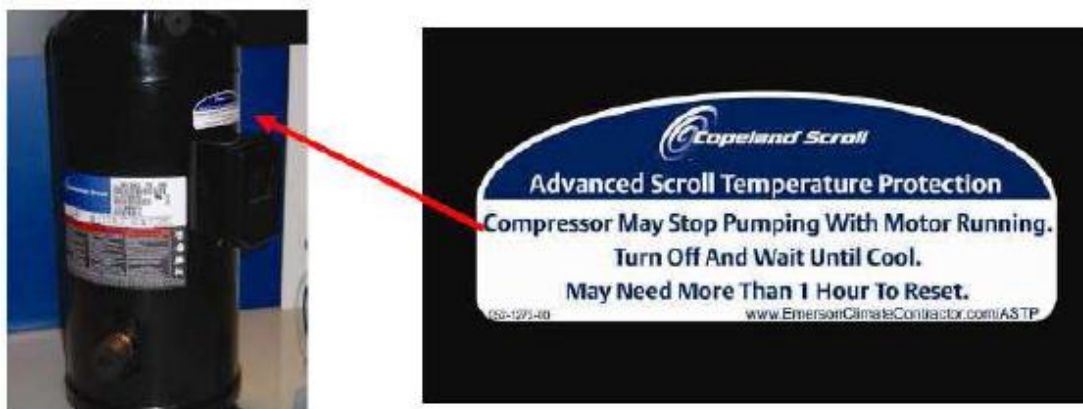 Copeland Scroll
Advanced Scroll Temperature Protection
Compressor May Stop Pumping With Motor Running.
Turn Off And Wait Until Cool.
May Need More Than 1 Hour To Reset.
www.EmersonClimateContractor.com/ASTP